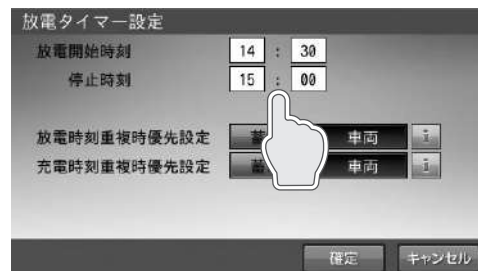 放電タイマー設定
放電開始時刻 14 : 30
停止時刻 15 : 00
放電時刻重複時優先設定 蓄 車両 i
充電時刻重複時優先設定 蓄 車両 i
確定 キャンセル